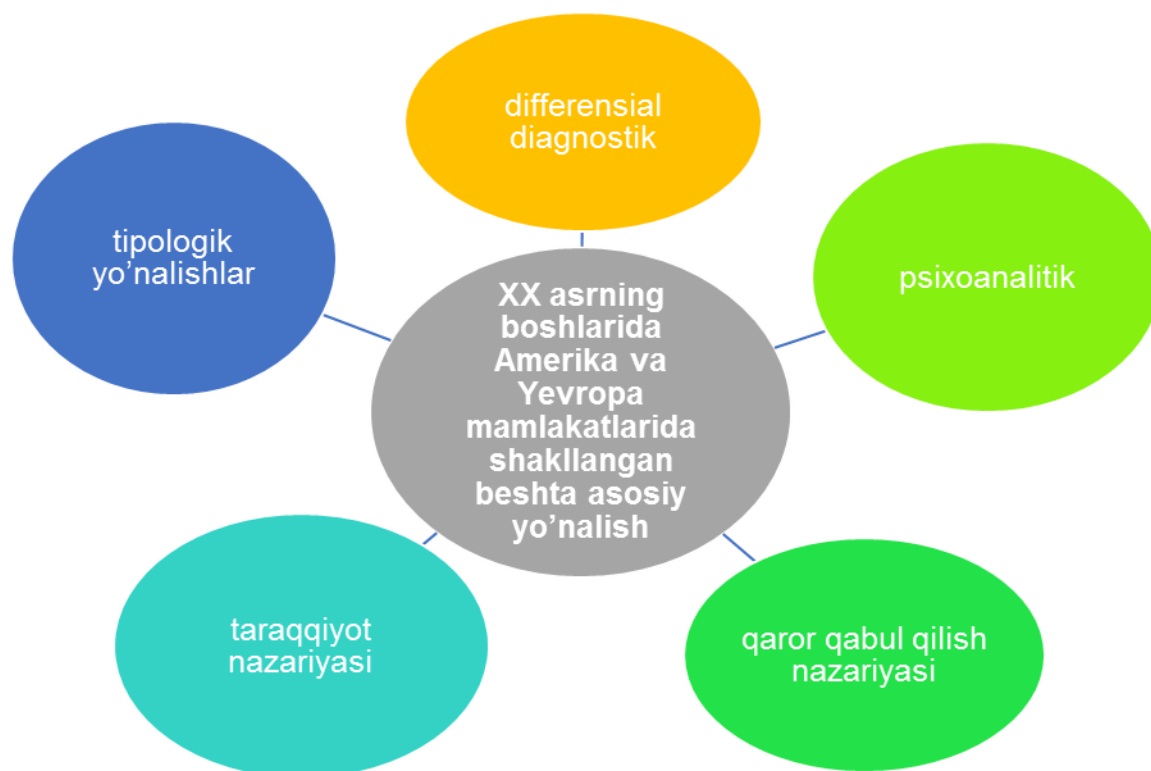 differensial
diagnostik
tipologik
yo’nalishlar
psixoanalitik
XX asrning
boshlarida
Amerika va
Yevropa
mamlakatlarida
shakllangan
beshta asosiy
yo’nalish
taraqqiyot
nazariyasi
qaror qabul qilish
nazariyasi